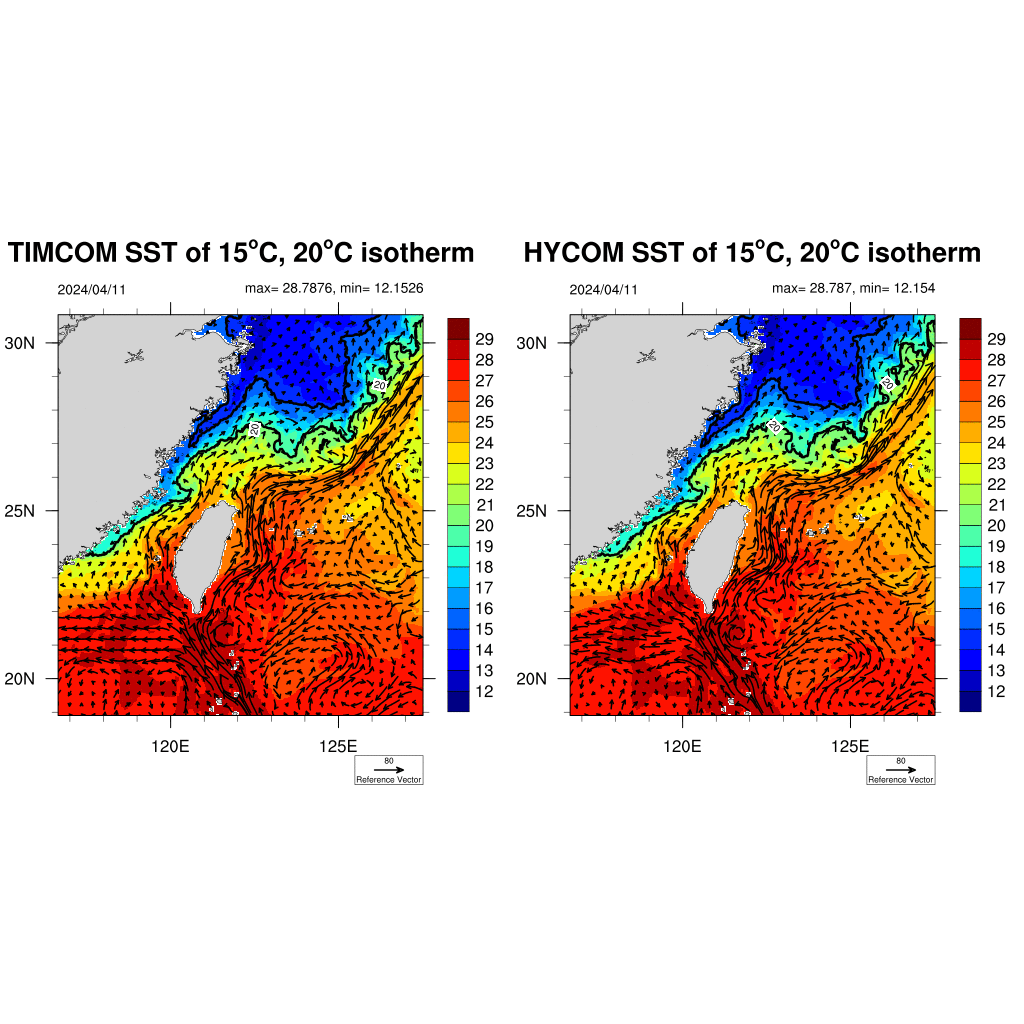 TIMCOM SST of 15°C, 20°C isotherm
2024/04/11
max= 28.7876, min= 12.1526
30N
25N
20N
120E
125E
20
20
29
28
27
26
25
24
23
22
21
20
19
18
17
16
15
14
13
12
80
Reference Vector
HYCOM SST of 15°C, 20°C isotherm
2024/04/11
max= 28.787, min= 12.154
30N
25N
20N
120E
125E
20
20
29
28
27
26
25
24
23
22
21
20
19
18
17
16
15
14
13
12
80
Reference Vector